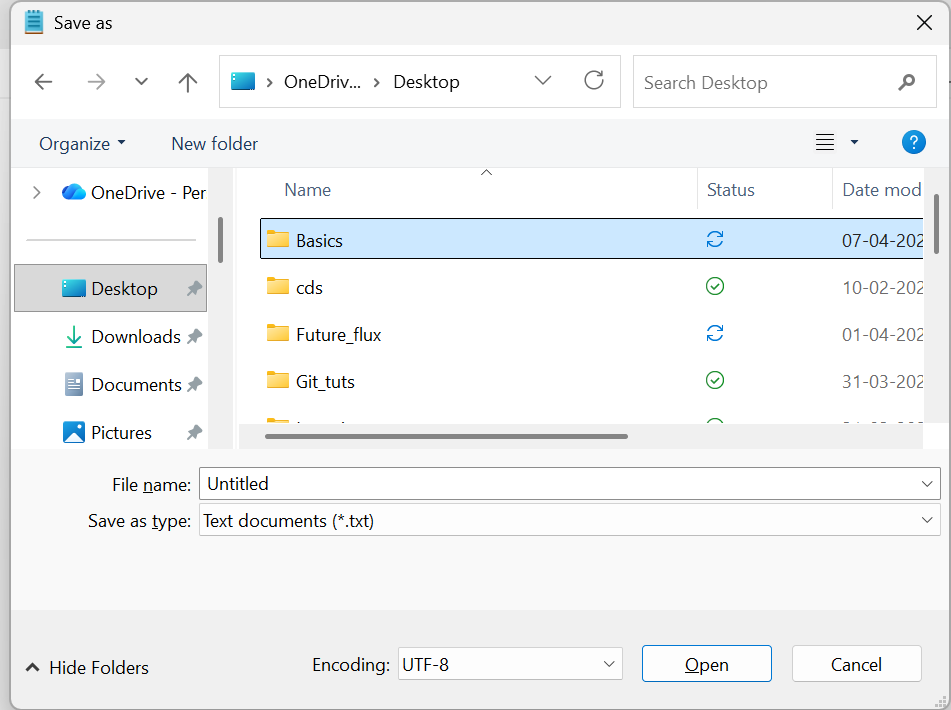 Save as
OneDriv... Desktop
Search Desktop
Organize
New folder
?
OneDrive - Per
Desktop
Downloads
Documents
Pictures
Name Status Date mod
Basics 07-04-202
cds 10-02-202
Future_flux 01-04-202
Git_tuts 31-03-202
File name: Untitled
Save as type: Text documents (*.txt)
Hide Folders
Encoding: UTF-8
Open
Cancel